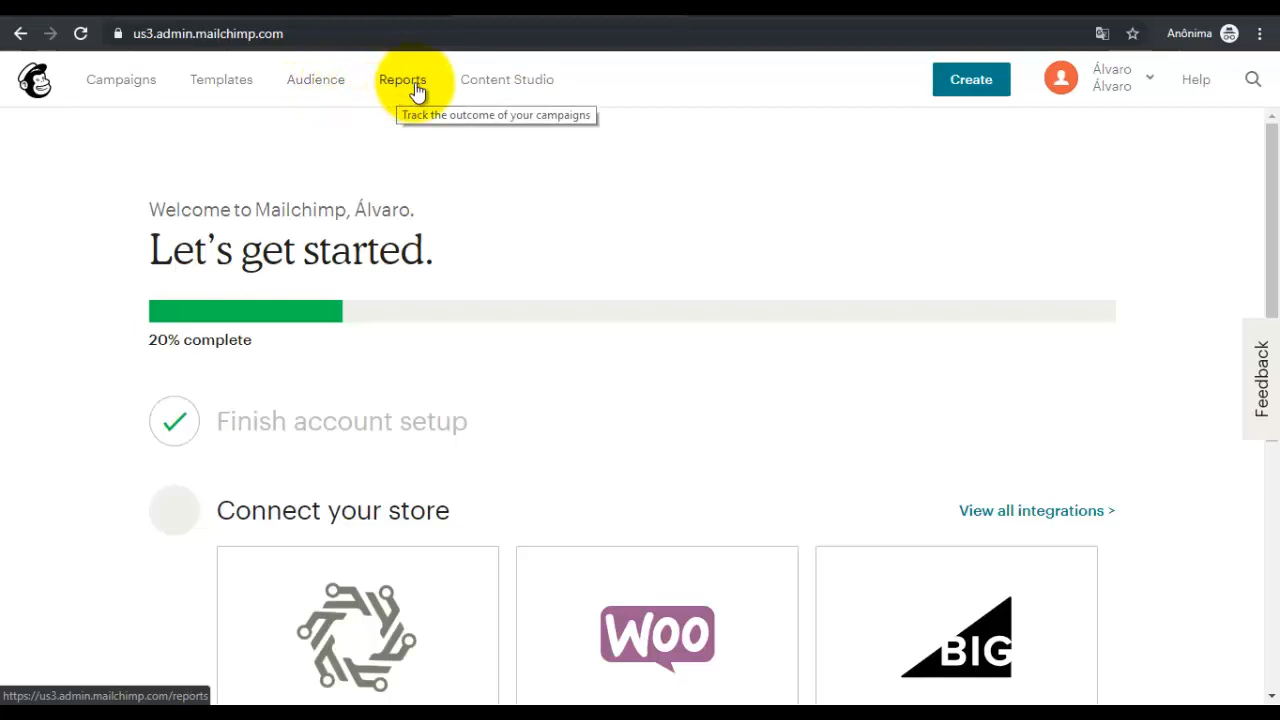 us3.admin.mailchimp.com
Anônima
Campaigns
Templates
Audience
Reports
Content Studio
Create
Álvaro
Álvaro
Help
Track the outcome of your campaigns
Welcome to Mailchimp, Álvaro.
Let's get started.
20% complete
Feedback
Finish account setup
Connect your store
View all integrations >
WOO
BIG
https://us3.admin.mailchimp.com/reports